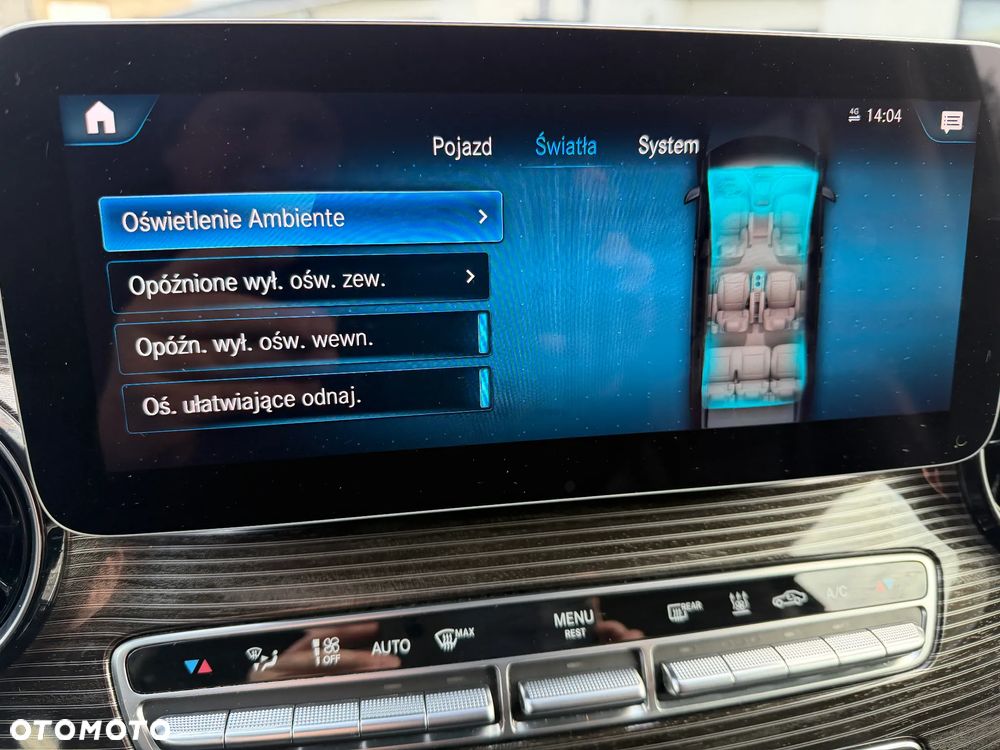 4G
14:04
Pojazd Światła System
Oświetlenie Ambiente
Opóźnione wył. ośw. zew.
Opóźn. wył. ośw. wewn.
Oś. ułatwiające odnaj.
OFF
AUTO
MAX
MENU
REST
REAR
A/C
OTOMOTO